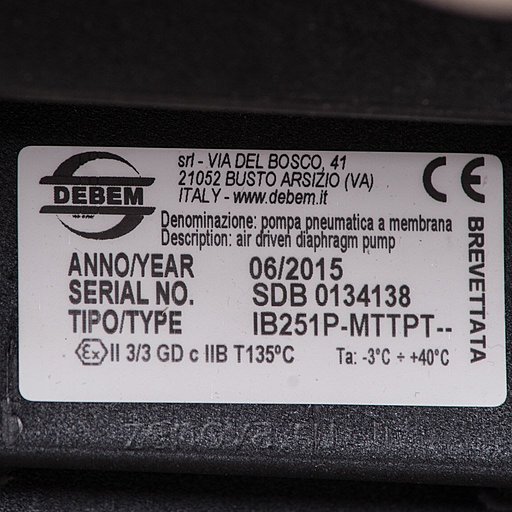 DEBEM
srl - VIA DEL BOSCO, 41
21052 BUSTO ARSIZIO (VA)
ITALY - www.debem.it
CE
Denominazione: pompa pneumatica a membrana
Description: air driven diaphragm pump
ANNO/YEAR 06/2015
SERIAL NO. SDB 0134138
TIPO/TYPE IB251P-MTTPT--
Ex II 3/3 GD c IIB T135ºC Ta: -3°C ÷ +40°C
BREVETTATA